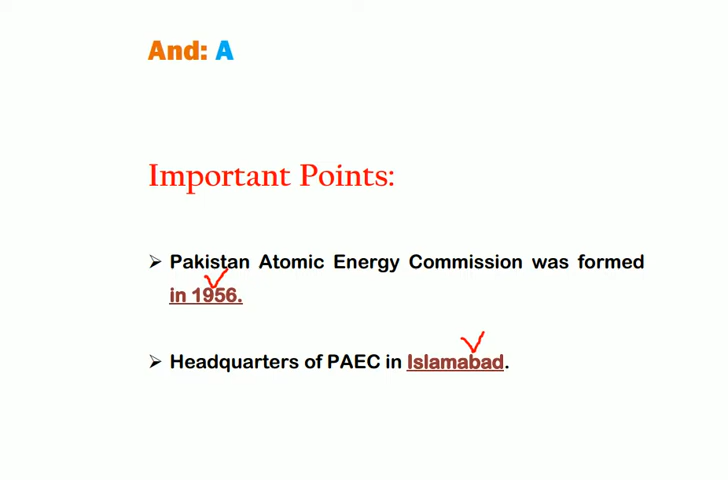 And: A
Important Points:
➢ Pakistan Atomic Energy Commission was formed
in 1956.
➢ Headquarters of PAEC in Islamabad.